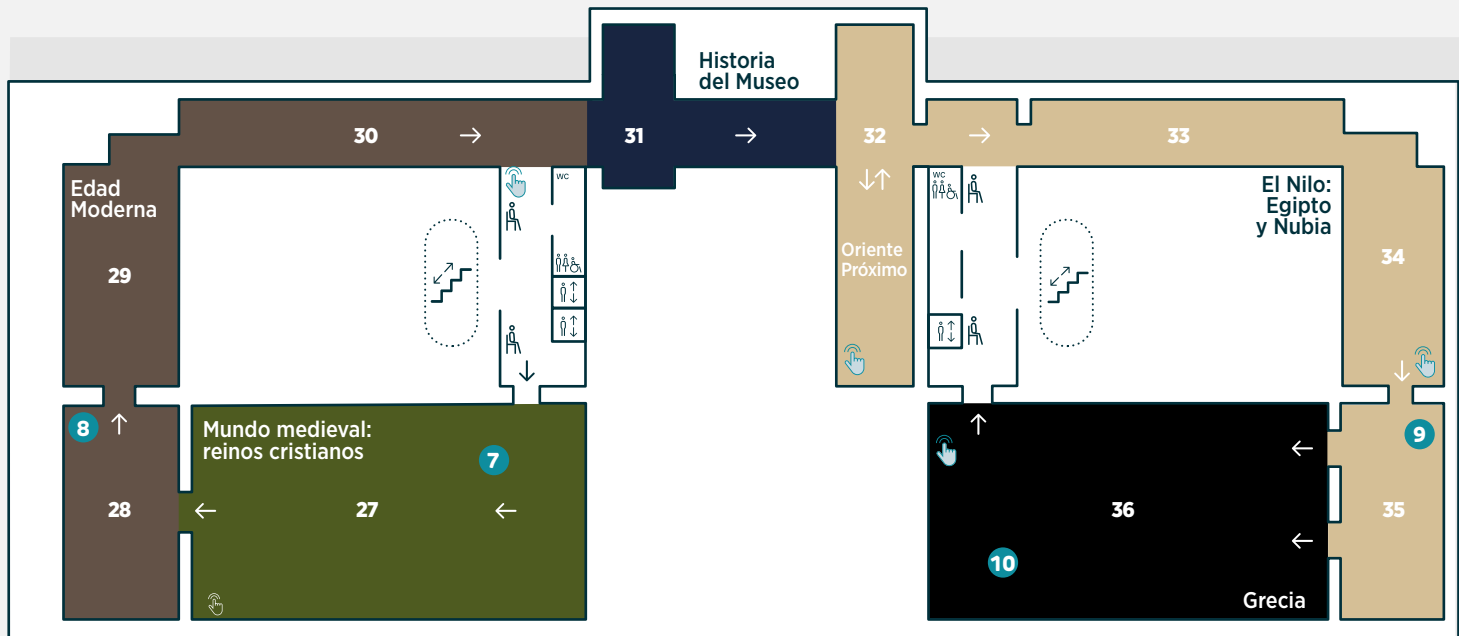 Historia
del Museo
30
31
32
33
WC
WC
Edad
Moderna
El Nilo:
Egipto
y Nubia
Oriente
Próximo
29
34
8
Mundo medieval:
reinos cristianos
7
9
28
27
36
35
10
Grecia